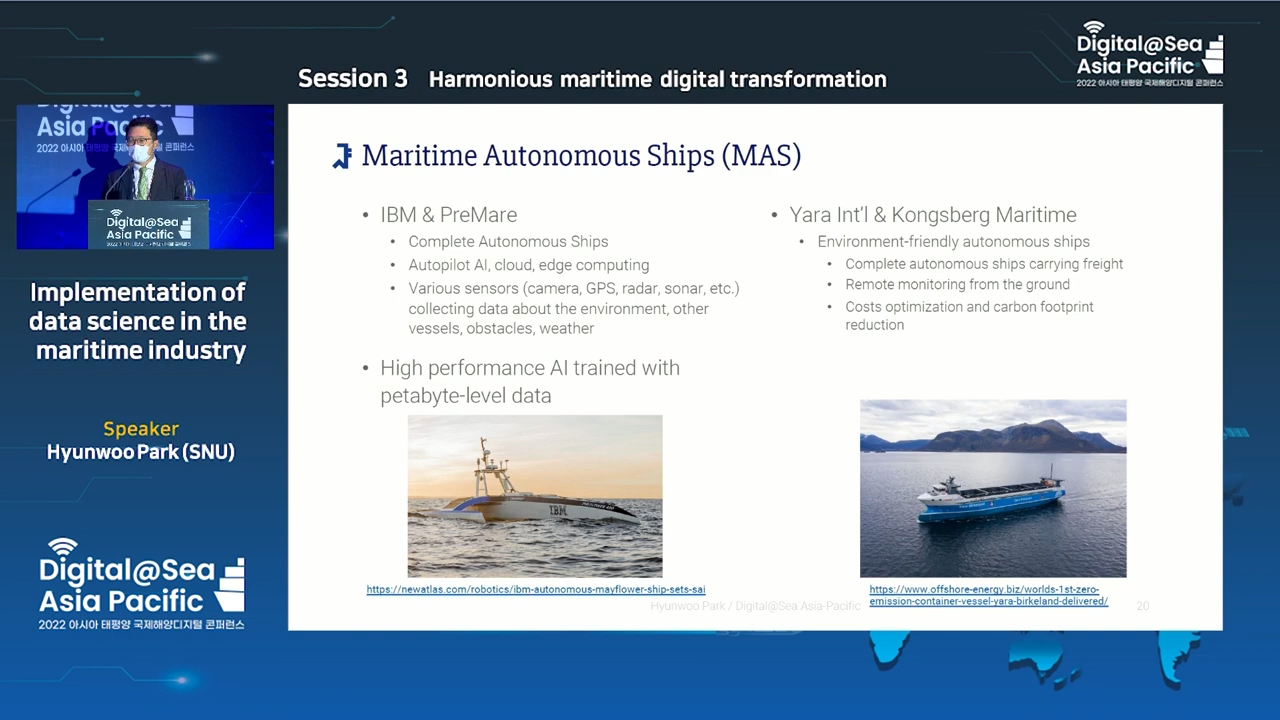 Session 3 Harmonious maritime digital transformation
Digital@Sea
Asia Pacific
2022 아시아 태평양 국제해양디지털 콘퍼런스
Asia Pacific
Digital@Sea
Asia Pacific
Implementation of
data science in the
maritime industry
Speaker
Hyunwoo Park (SNU)
Digital@Sea
Asia Pacific
2022 아시아 태평양 국제해양디지털 콘퍼런스
Maritime Autonomous Ships (MAS)
• IBM & PreMare
• Complete Autonomous Ships
• Autopilot AI, cloud, edge computing
• Various sensors (camera, GPS, radar, sonar, etc.)
collecting data about the environment, other
vessels, obstacles, weather
• High performance AI trained with
petabyte-level data
IBM
https://newatlas.com/robotics/ibm-autonomous-mayflower-ship-sets-sai
• Yara Int'l & Kongsberg Maritime
• Environment-friendly autonomous ships
• Complete autonomous ships carrying freight
• Remote monitoring from the ground
• Costs optimization and carbon footprint
reduction
https://www.offshore-energy.biz/worlds-1st-zero-
emission-container-vessel-yara-birkeland-delivered/
Hyunwoo Park / Digital@Sea Asia-Pacific
20